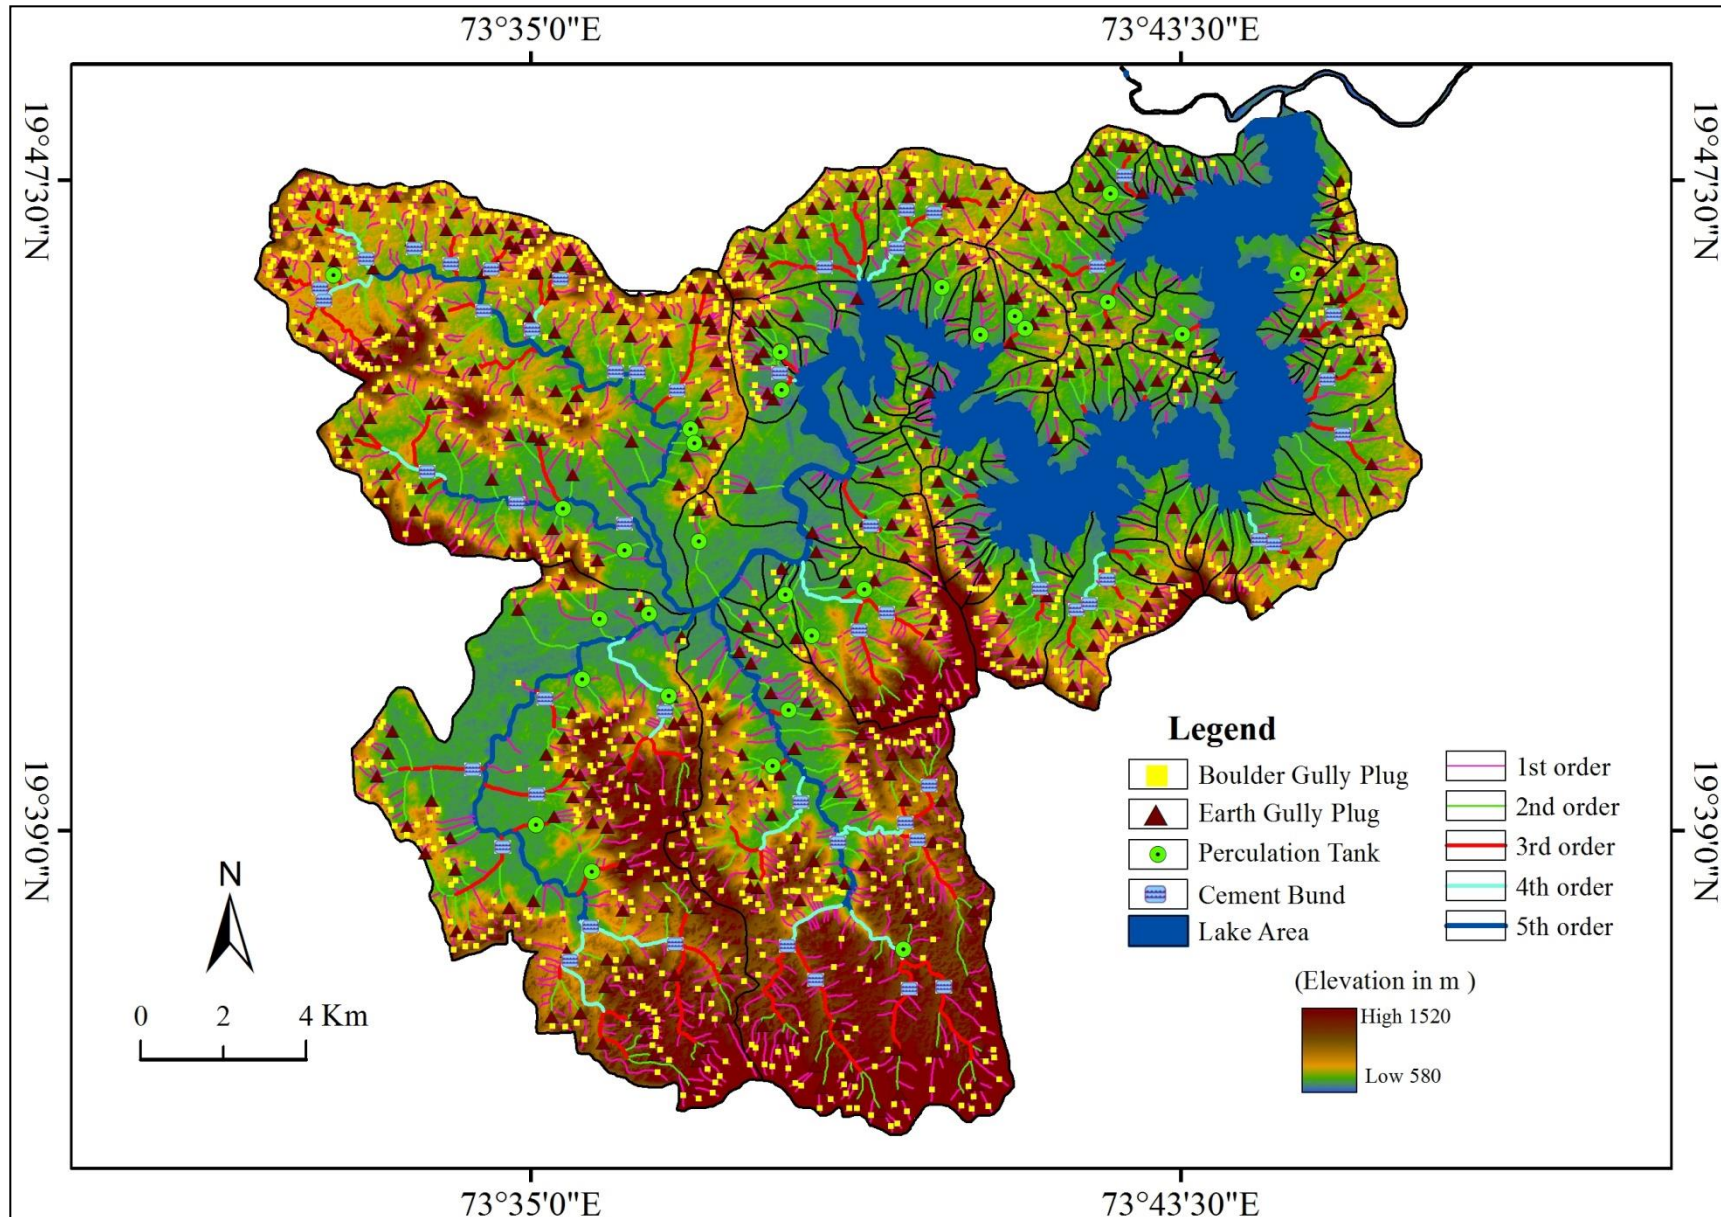 73°35'0"E 73°43'30"E
19°47'30"N
19°47'30"N
Legend
Boulder Gully Plug
Earth Gully Plug
Perculation Tank
Cement Bund
Lake Area
1st order
2nd order
3rd order
4th order
5th order
19°39'0"N
19°39'0"N
N
0 2 4 Km
(Elevation in m )
High 1520
Low 580
73°35'0"E 73°43'30"E